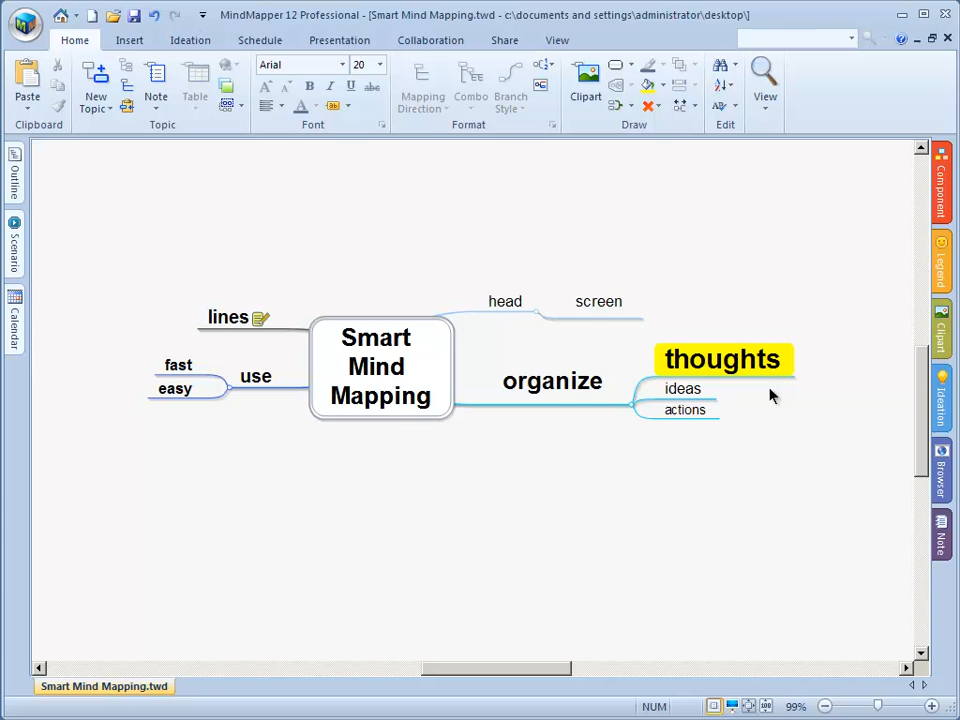 MindMapper 12 Professional - [Smart Mind Mapping.twd - c:\documents and settings\administrator\desktop\]
Home Insert Ideation Schedule Presentation Collaboration Share View
Arial 20
Paste New Topic Note Table Mapping Direction Combo Branch Style Clipart View
B I U abc
Clipboard Topic Font Format Draw Edit
Outline
Scenario
Calendar
Component
Legend
Clipart
Ideation
Browser
Note
head screen
lines
Smart
Mind
Mapping
thoughts
fast
use
organize
easy
ideas
actions
Smart Mind Mapping.twd
NUM 99%